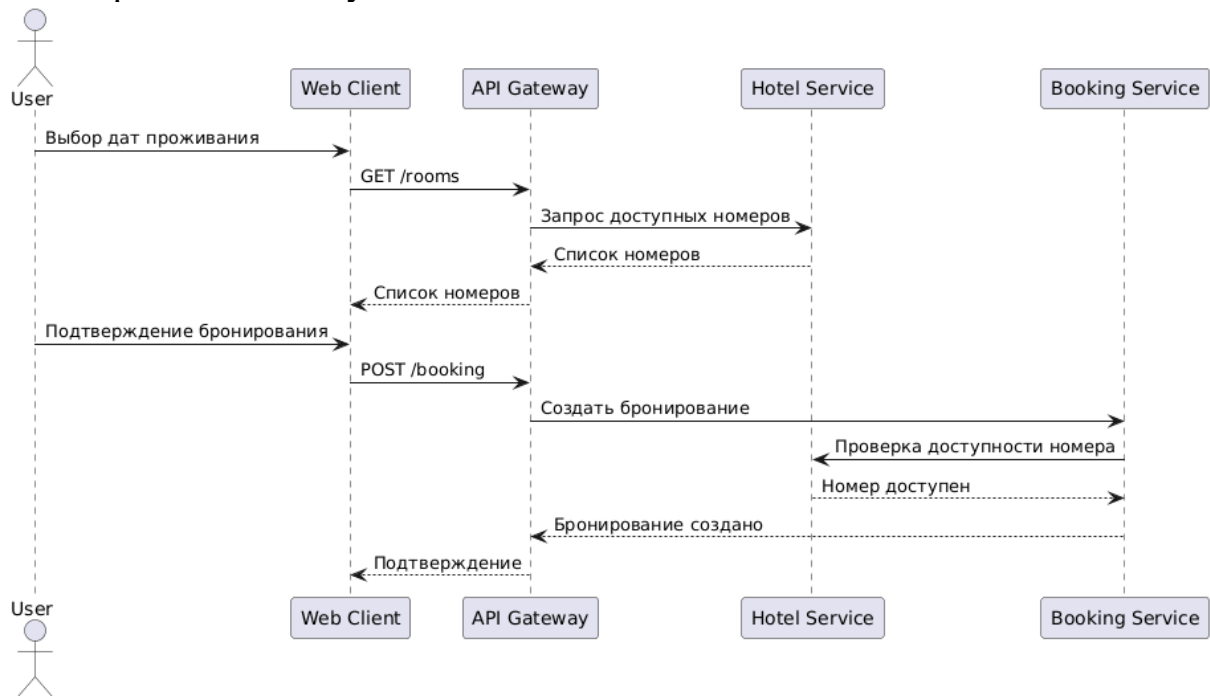 User
Web Client
API Gateway
Hotel Service
Booking Service
Выбор дат проживания
GET /rooms
Запрос доступных номеров
Список номеров
Список номеров
Подтверждение бронирования
POST /booking
Создать бронирование
Проверка доступности номера
Номер доступен
Бронирование создано
Подтверждение
User
Web Client
API Gateway
Hotel Service
Booking Service